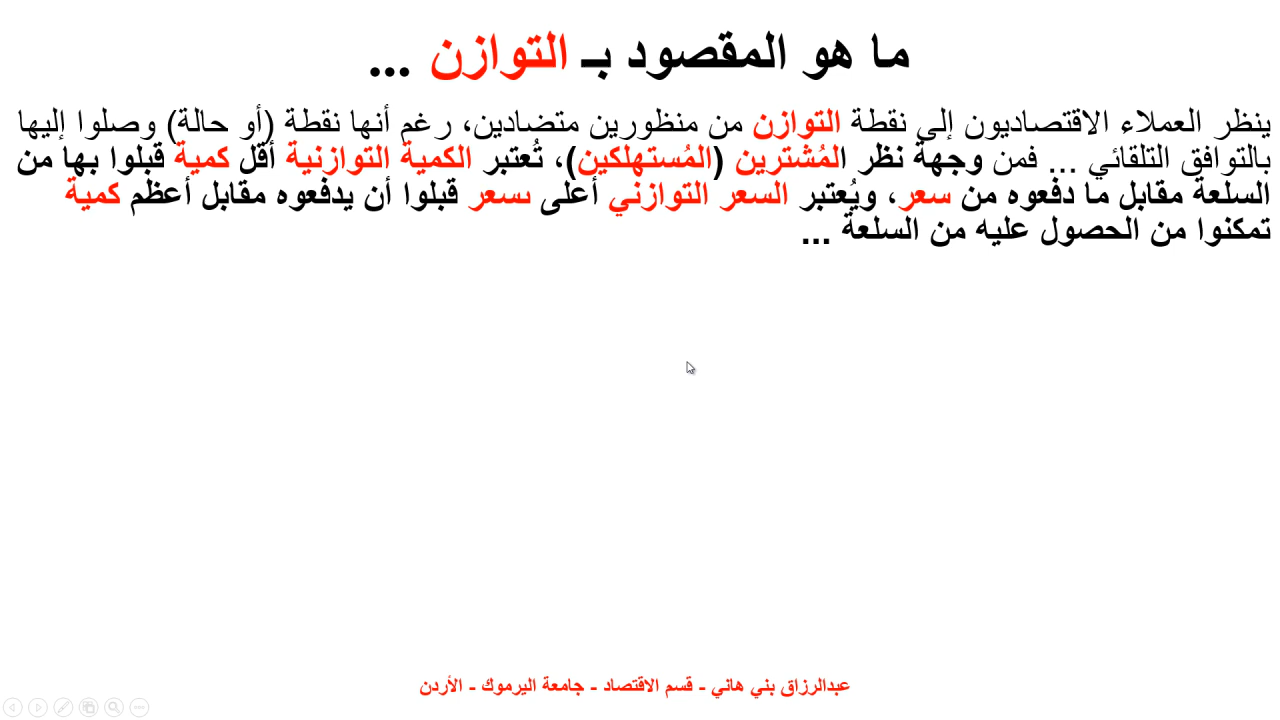 ما هو المقصود بـ التوازن ...
ينظر العملاء الاقتصاديون إلى نقطة التوازن من منظورين متضادين، رغم أنها نقطة (أو حالة) وصلوا إليها
بالتوافق التلقائي ... فمن وجهة نظر المُشترين (المُستهلكين)، تُعتبر الكمية التوازنية أقل كمية قبلوا بها من
السلعة مقابل ما دفعوه من سعر، ويُعتبر السعر التوازني أعلى سعر قبلوا أن يدفعوه مقابل أعظم كمية
تمكنوا من الحصول عليه من السلعة ...
عبدالرزاق بني هاني - قسم الاقتصاد - جامعة اليرموك - الأردن